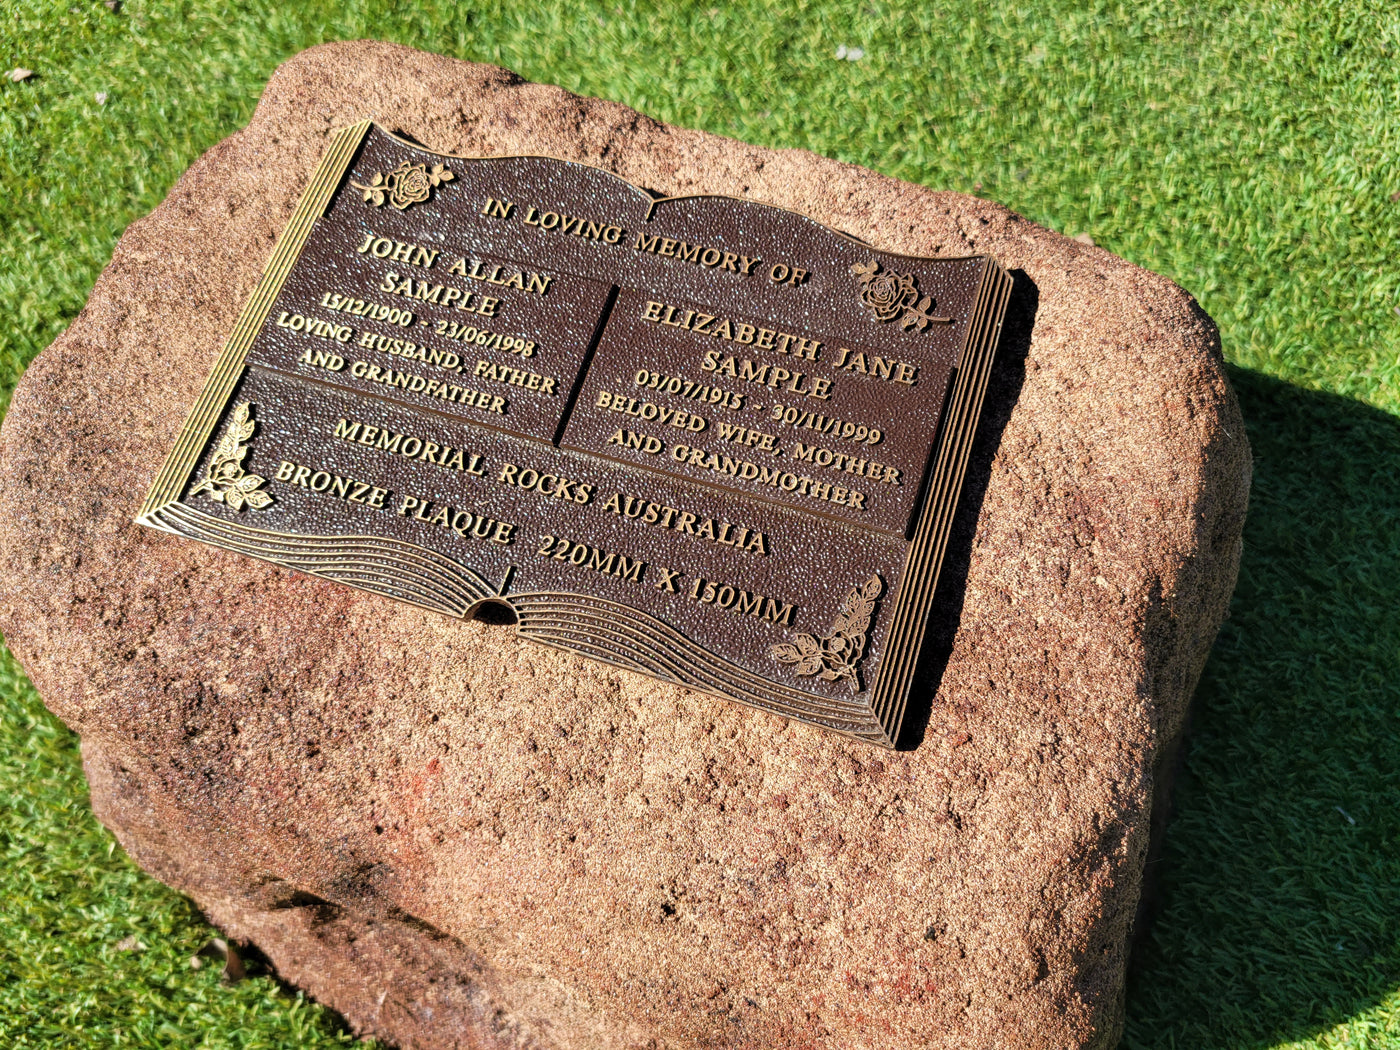 IN LOVING MEMORY OF
JOHN ALLAN
SAMPLE
15/12/1900 - 23/06/1998
LOVING HUSBAND, FATHER
AND GRANDFATHER
ELIZABETH JANE
SAMPLE
03/07/1915 - 30/11/1999
BELOVED WIFE, MOTHER
AND GRANDMOTHER
MEMORIAL ROCKS AUSTRALIA
BRONZE PLAQUE 220MM X 150MM